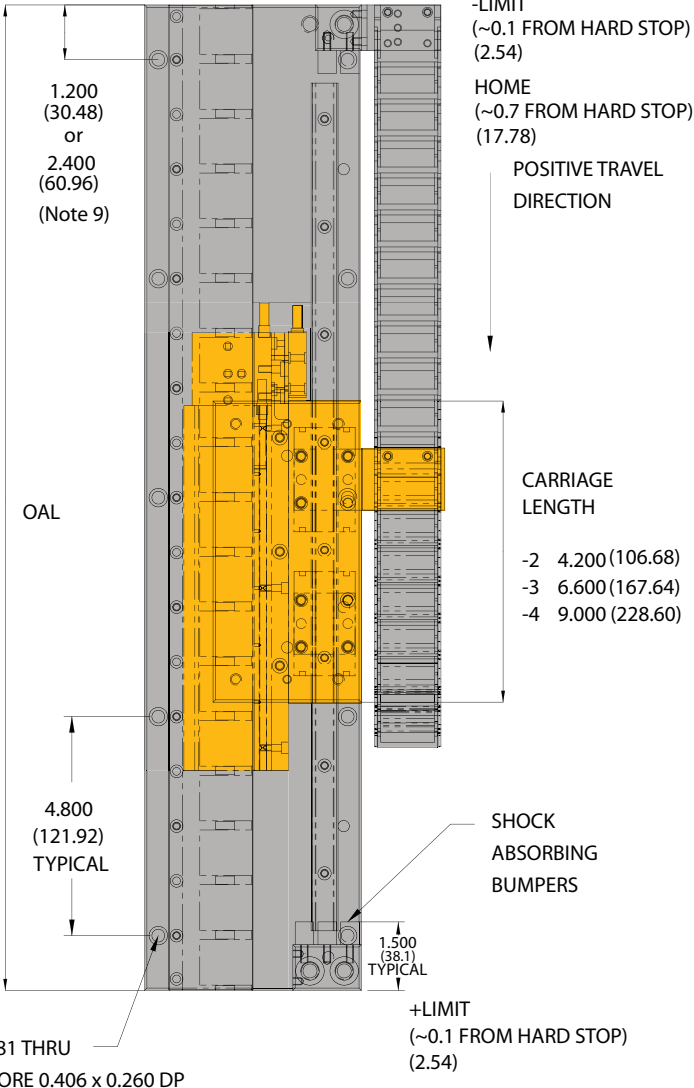 -LIMIT
(~0.1 FROM HARD STOP)
(2.54)
HOME
(~0.7 FROM HARD STOP)
(17.78)
POSITIVE TRAVEL
DIRECTION
1.200
(30.48)
or
2.400
(60.96)
(Note 9)
OAL
CARRIAGE
LENGTH
-2 4.200 (106.68)
-3 6.600 (167.64)
-4 9.000 (228.60)
4.800
(121.92)
TYPICAL
SHOCK
ABSORBING
BUMPERS
1.500
(38.1)
TYPICAL
+LIMIT
(~0.1 FROM HARD STOP)
(2.54)
THRU
0.406 x 0.260 DP